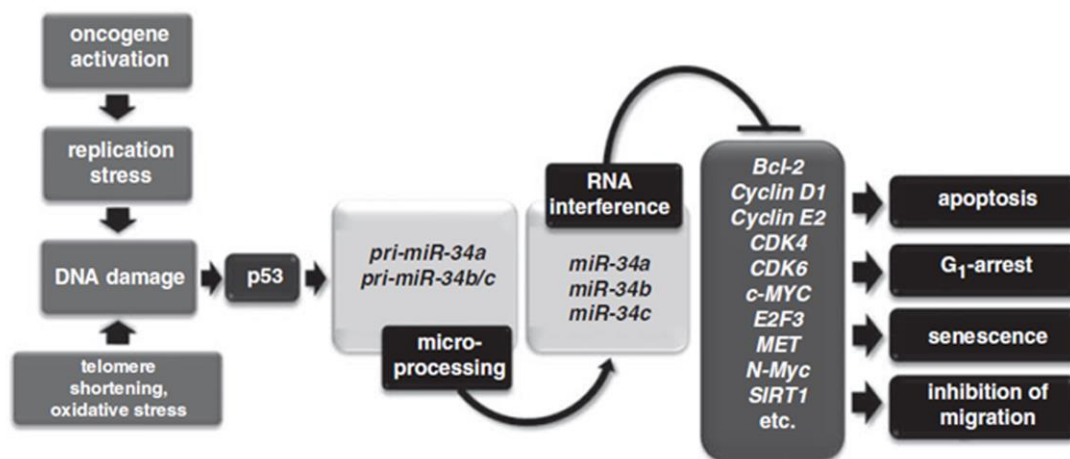 oncogene
activation
replication
stress
DNA damage
telomere
shortening,
oxidative stress
p53
pri-miR-34a
pri-miR-34b/c
micro-
processing
RNA
interference
miR-34a
miR-34b
miR-34c
Bcl-2
Cyclin D1
Cyclin E2
CDK4
CDK6
c-MYC
E2F3
MET
N-Myc
SIRT1
etc.
apoptosis
G₁-arrest
senescence
inhibition of
migration